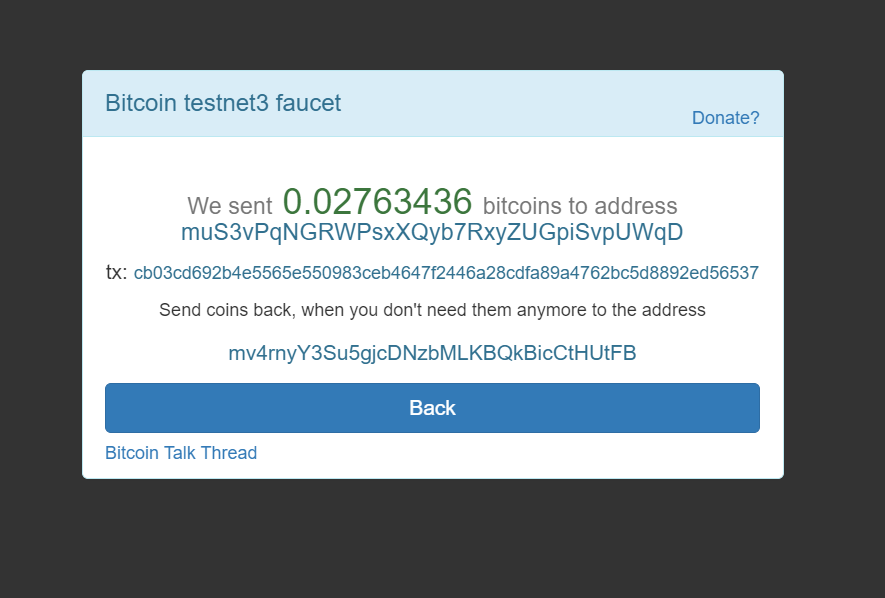 Bitcoin testnet3 faucet
Donate?
We sent 0.02763436 bitcoins to address
muS3vPqNGRWPsxXQyb7RxyZUGpiSvpUWqD
tx: cb03cd692b4e5565e550983ceb4647f2446a28cdfa89a4762bc5d8892ed56537
Send coins back, when you don't need them anymore to the address
mv4rnyY3Su5gjcDNzbMLKBQkBicCtHUtFB
Back
Bitcoin Talk Thread